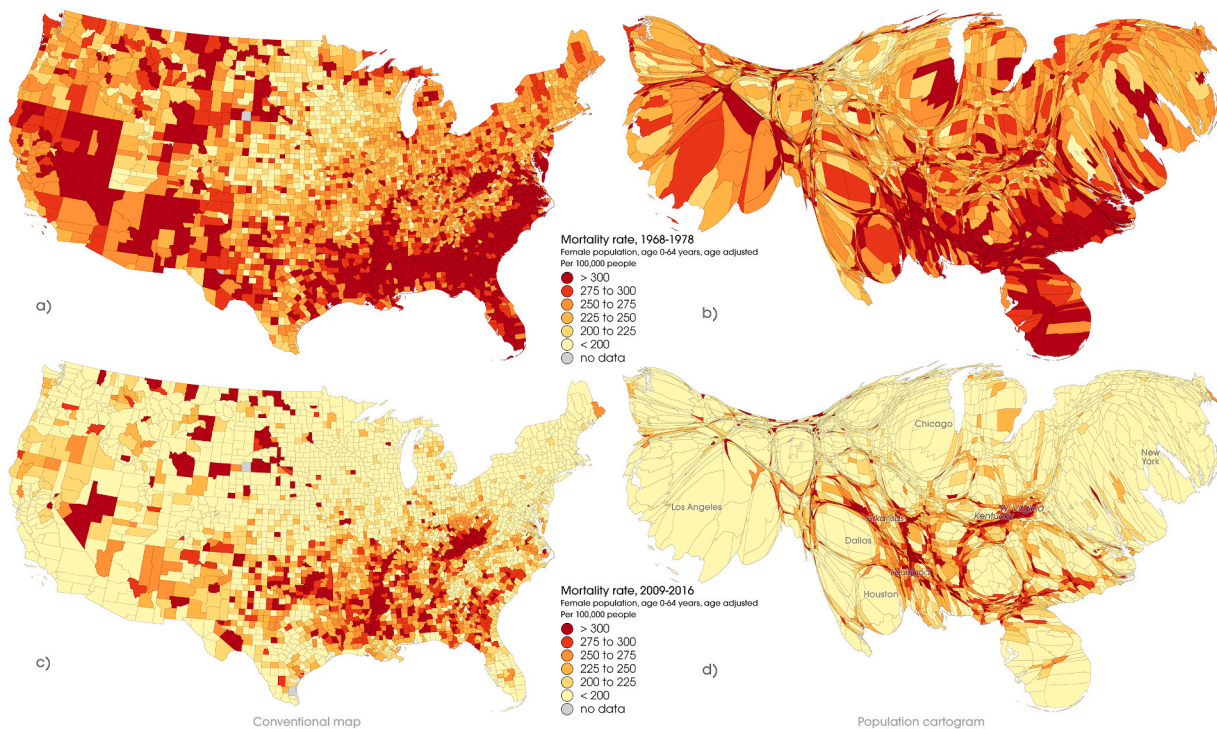 a)
Mortality rate, 1968-1978
Female population, age 0-64 years, age adjusted
Per 100,000 people
> 300
275 to 300
250 to 275
225 to 250
200 to 225
< 200
no data
b)
Chicago
New
York
Los Angeles
W. Virginia
Kentucky
Arkansas
Dallas
Houston
Mortality rate, 2009-2016
Female population, age 0-64 years, age adjusted
Per 100,000 people
> 300
275 to 300
250 to 275
225 to 250
200 to 225
< 200
no data
c)
d)
Conventional map
Population cartogram